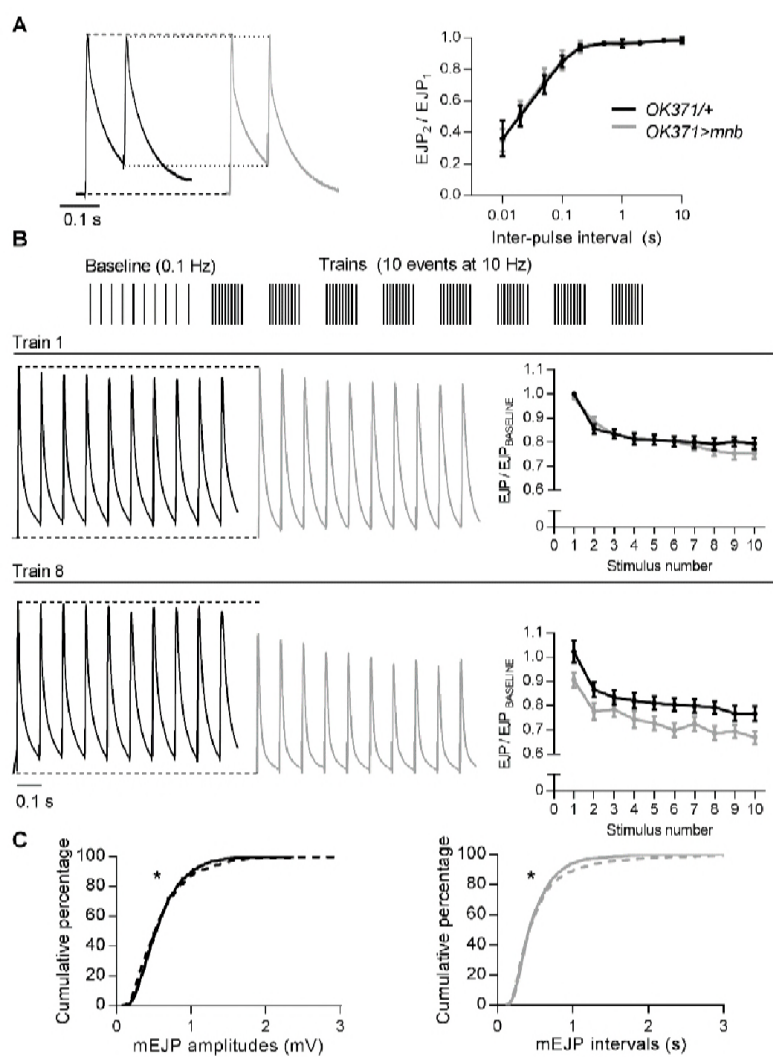 A
0.1 s
EJP2 / EJP1
1.0
0.8
0.6
0.4
0.2
0.0
OK371/+
OK371>mnb
0.01 0.1 1 10
Inter-pulse interval (s)
B
Baseline (0.1 Hz) Trains (10 events at 10 Hz)
Train 1
EJP / EJPBASELINE
1.1
1.0
0.9
0.8
0.7
0.6
0
0 1 2 3 4 5 6 7 8 9 10
Stimulus number
Train 8
0.1 s
EJP / EJP BASELINE
1.1
1.0
0.9
0.8
0.7
0.6
0
0 1 2 3 4 5 6 7 8 9 10
Stimulus number
C
Cumulative percentage
100
80
60
40
20
0
*
0 1 2 3
mEJP amplitudes (mV)
Cumulative percentage
100
80
60
40
20
0
*
0 1 2 3
mEJP intervals (s)